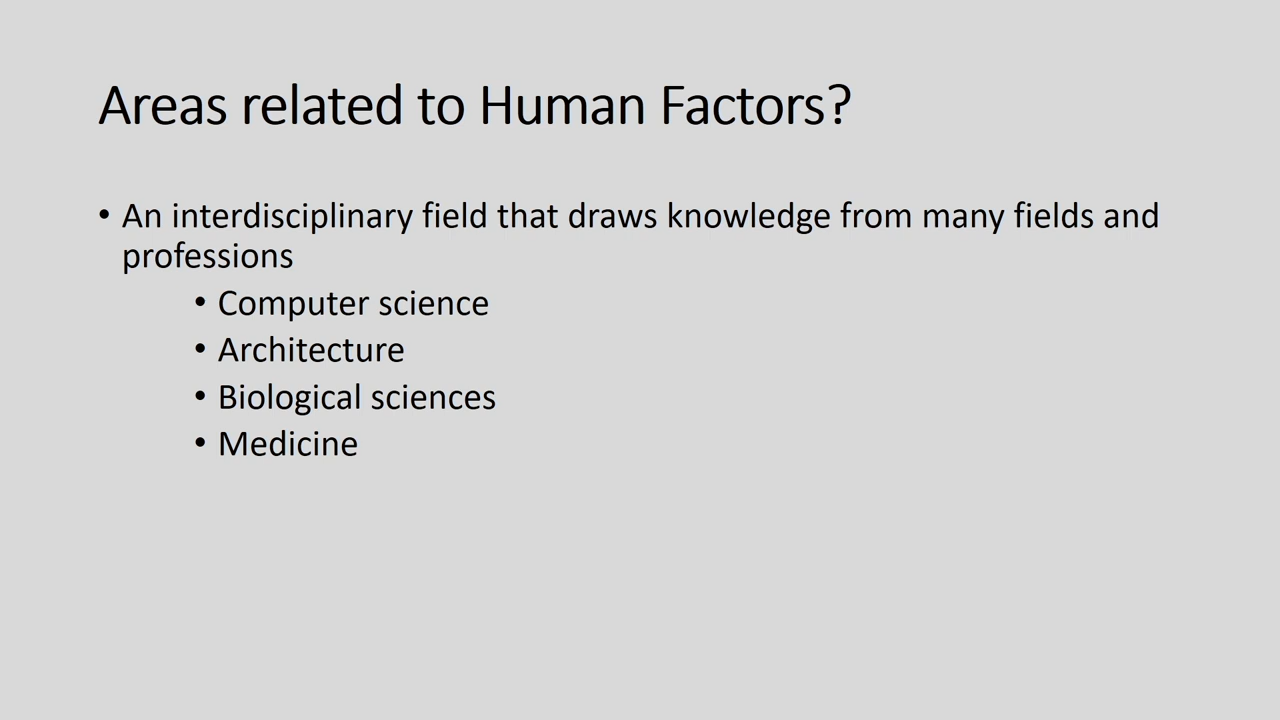 Areas related to Human Factors?
• An interdisciplinary field that draws knowledge from many fields and
professions
• Computer science
• Architecture
• Biological sciences
• Medicine